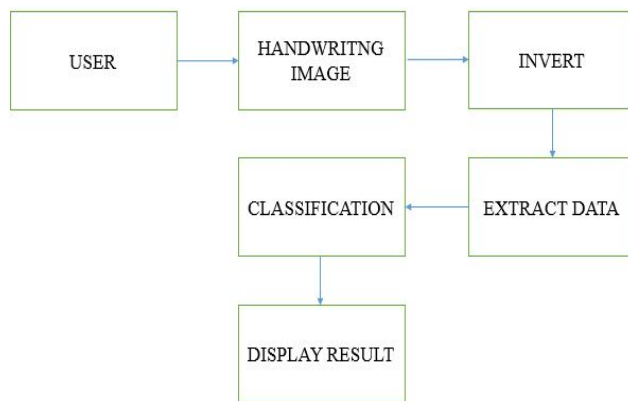 USER
HANDWRITNG
IMAGE
INVERT
EXTRACT DATA
CLASSIFICATION
DISPLAY RESULT